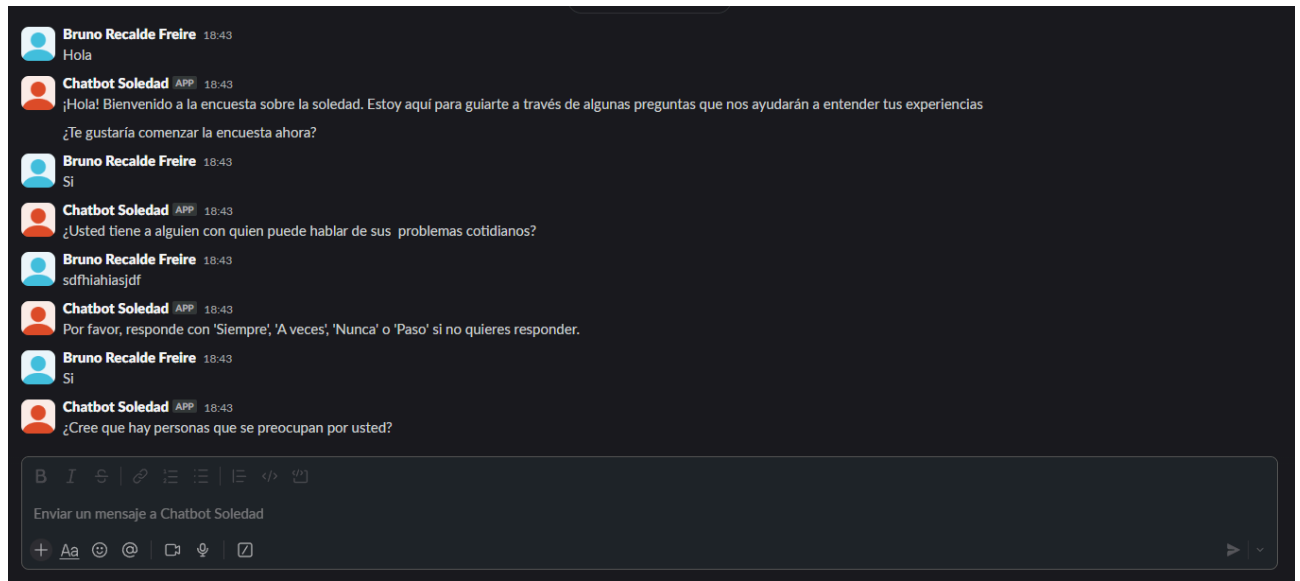 Bruno Recalde Freire 18:43
Hola
Chatbot Soledad APP 18:43
¡Hola! Bienvenido a la encuesta sobre la soledad. Estoy aquí para guiarte a través de algunas preguntas que nos ayudarán a entender tus experiencias
¿Te gustaría comenzar la encuesta ahora?
Bruno Recalde Freire 18:43
Si
Chatbot Soledad APP 18:43
¿Usted tiene a alguien con quien puede hablar de sus  problemas cotidianos?
Bruno Recalde Freire 18:43
sdfhiahiasjdf
Chatbot Soledad APP 18:43
Por favor, responde con 'Siempre', 'A veces', 'Nunca' o 'Paso' si no quieres responder.
Bruno Recalde Freire 18:43
Si
Chatbot Soledad APP 18:43
¿Cree que hay personas que se preocupan por usted?
B I S
Enviar un mensaje a Chatbot Soledad
+ Aa @